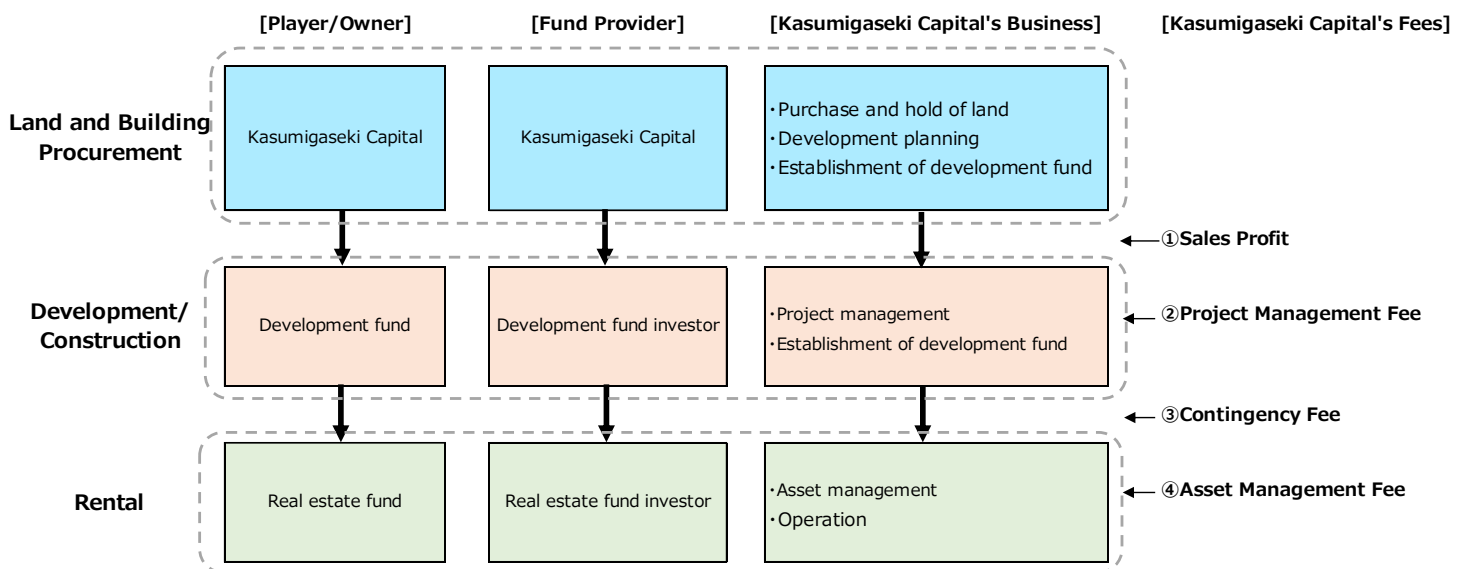 [Player/Owner]
[Fund Provider]
[Kasumigaseki Capital's Business]
[Kasumigaseki Capital's Fees]
Land and Building
Procurement
Kasumigaseki Capital
Kasumigaseki Capital
・Purchase and hold of land
・Development planning
・Establishment of development fund
①Sales Profit
Development/
Construction
Development fund
Development fund investor
・Project management
・Establishment of development fund
②Project Management Fee
③Contingency Fee
Rental
Real estate fund
Real estate fund investor
・Asset management
・Operation
④Asset Management Fee